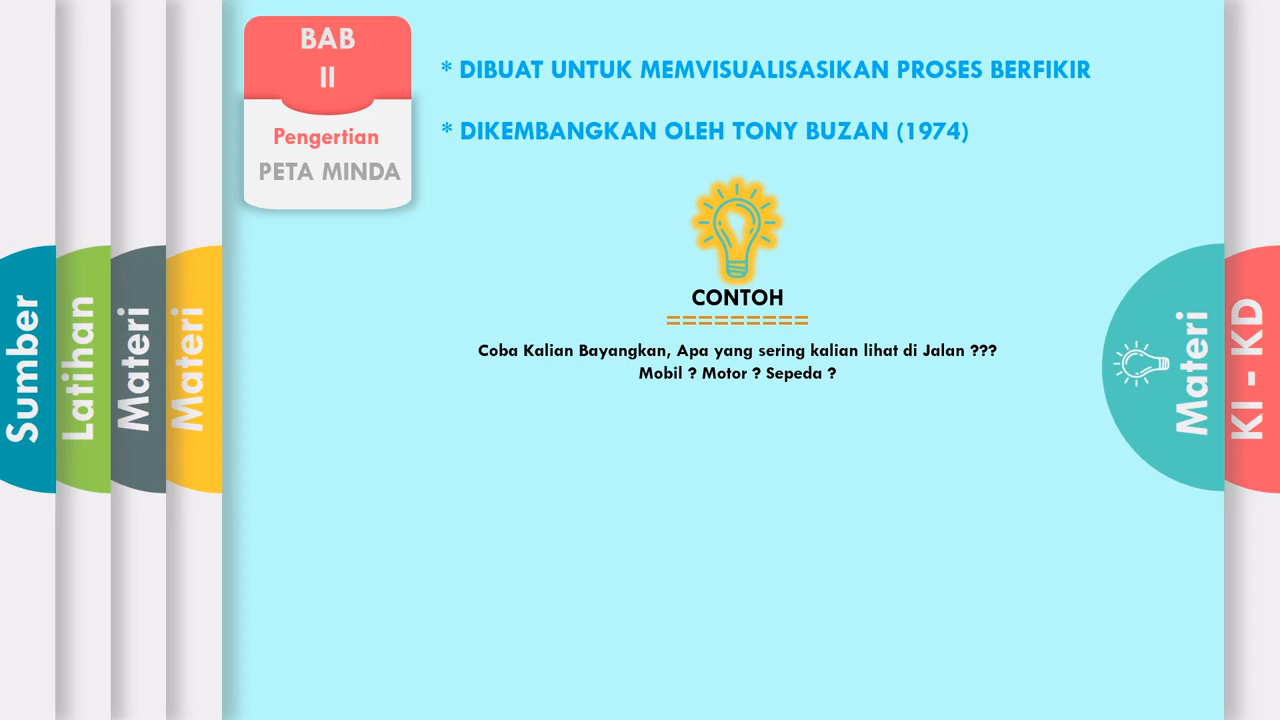 BAB
II
Pengertian
PETA MINDA
* DIBUAT UNTUK MEMVISUALISASIKAN PROSES BERFIKIR
* DIKEMBANGKAN OLEH TONY BUZAN (1974)
CONTOH
=========
Coba Kalian Bayangkan, Apa yang sering kalian lihat di Jalan ???
Mobil ? Motor ? Sepeda ?
Sumber
Latihan
Materi
Materi
Materi
KI - KD